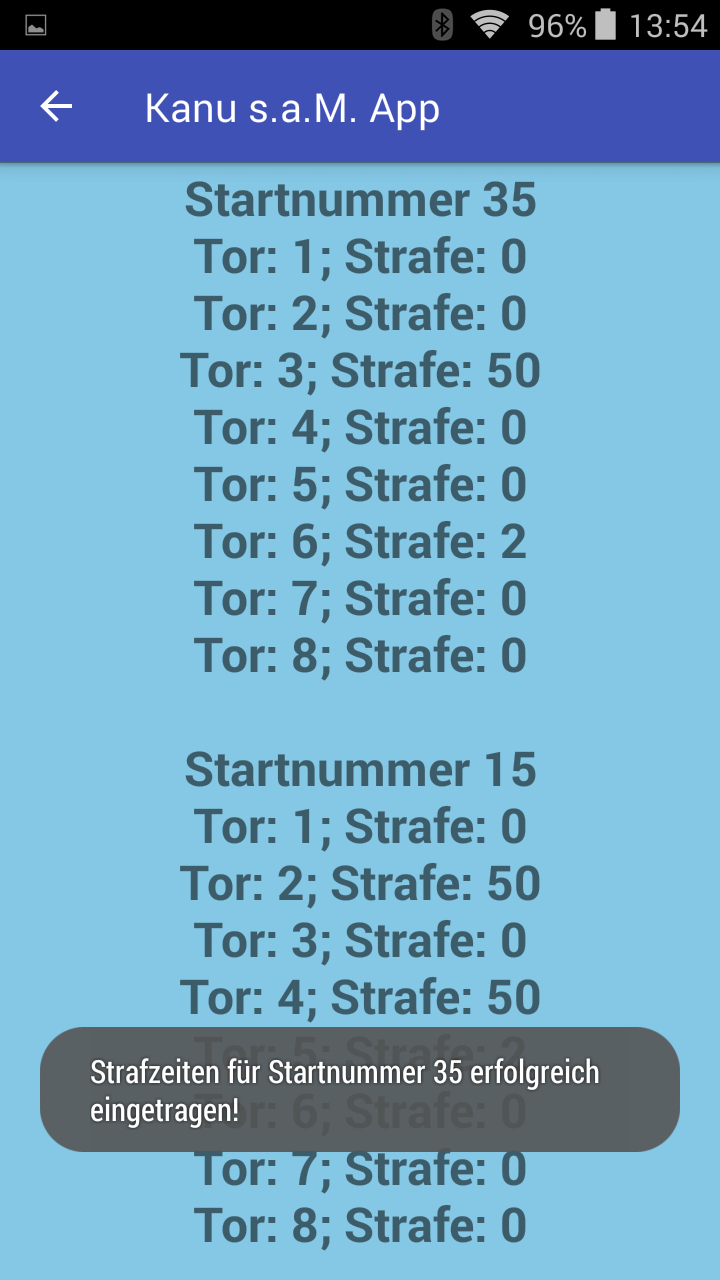 96% 13:54
Kanu s.a.M. App
Startnummer 35
Tor: 1; Strafe: 0
Tor: 2; Strafe: 0
Tor: 3; Strafe: 50
Tor: 4; Strafe: 0
Tor: 5; Strafe: 0
Tor: 6; Strafe: 2
Tor: 7; Strafe: 0
Tor: 8; Strafe: 0
Startnummer 15
Tor: 1; Strafe: 0
Tor: 2; Strafe: 50
Tor: 3; Strafe: 0
Tor: 4; Strafe: 50
Tor: 5; Strafe: 2
Strafzeiten für Startnummer 35 erfolgreich
eingetragen!
Tor: 6; Strafe: 0
Tor: 7; Strafe: 0
Tor: 8; Strafe: 0